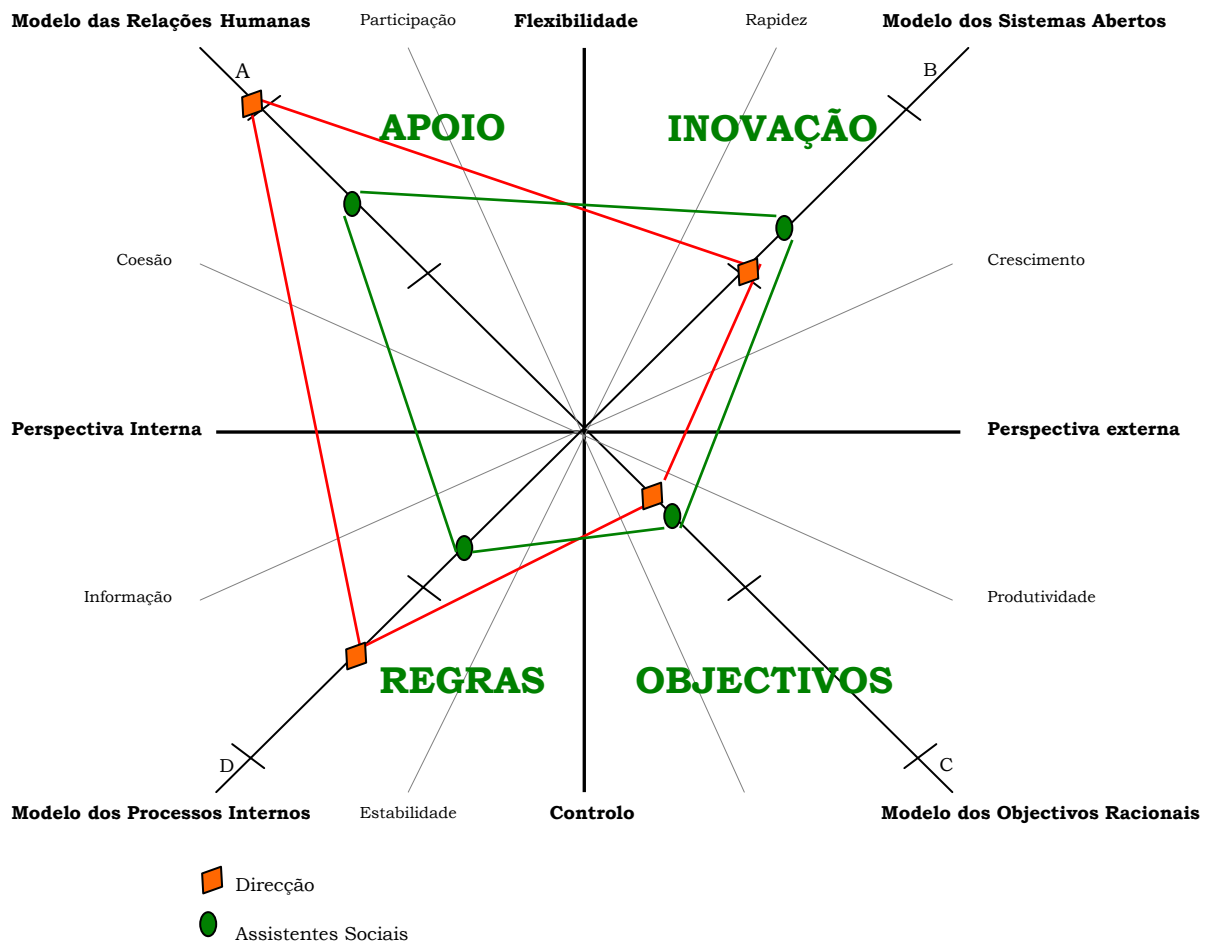 Modelo das Relações Humanas
Participação
Flexibilidade
Rapidez
Modelo dos Sistemas Abertos
A
B
APOIO
INOVAÇÃO
Coesão
Crescimento
Perspectiva Interna
Perspectiva externa
Informação
Produtividade
REGRAS
OBJECTIVOS
D
C
Modelo dos Processos Internos
Estabilidade
Controlo
Modelo dos Objectivos Racionais
Direcção
Assistentes Sociais